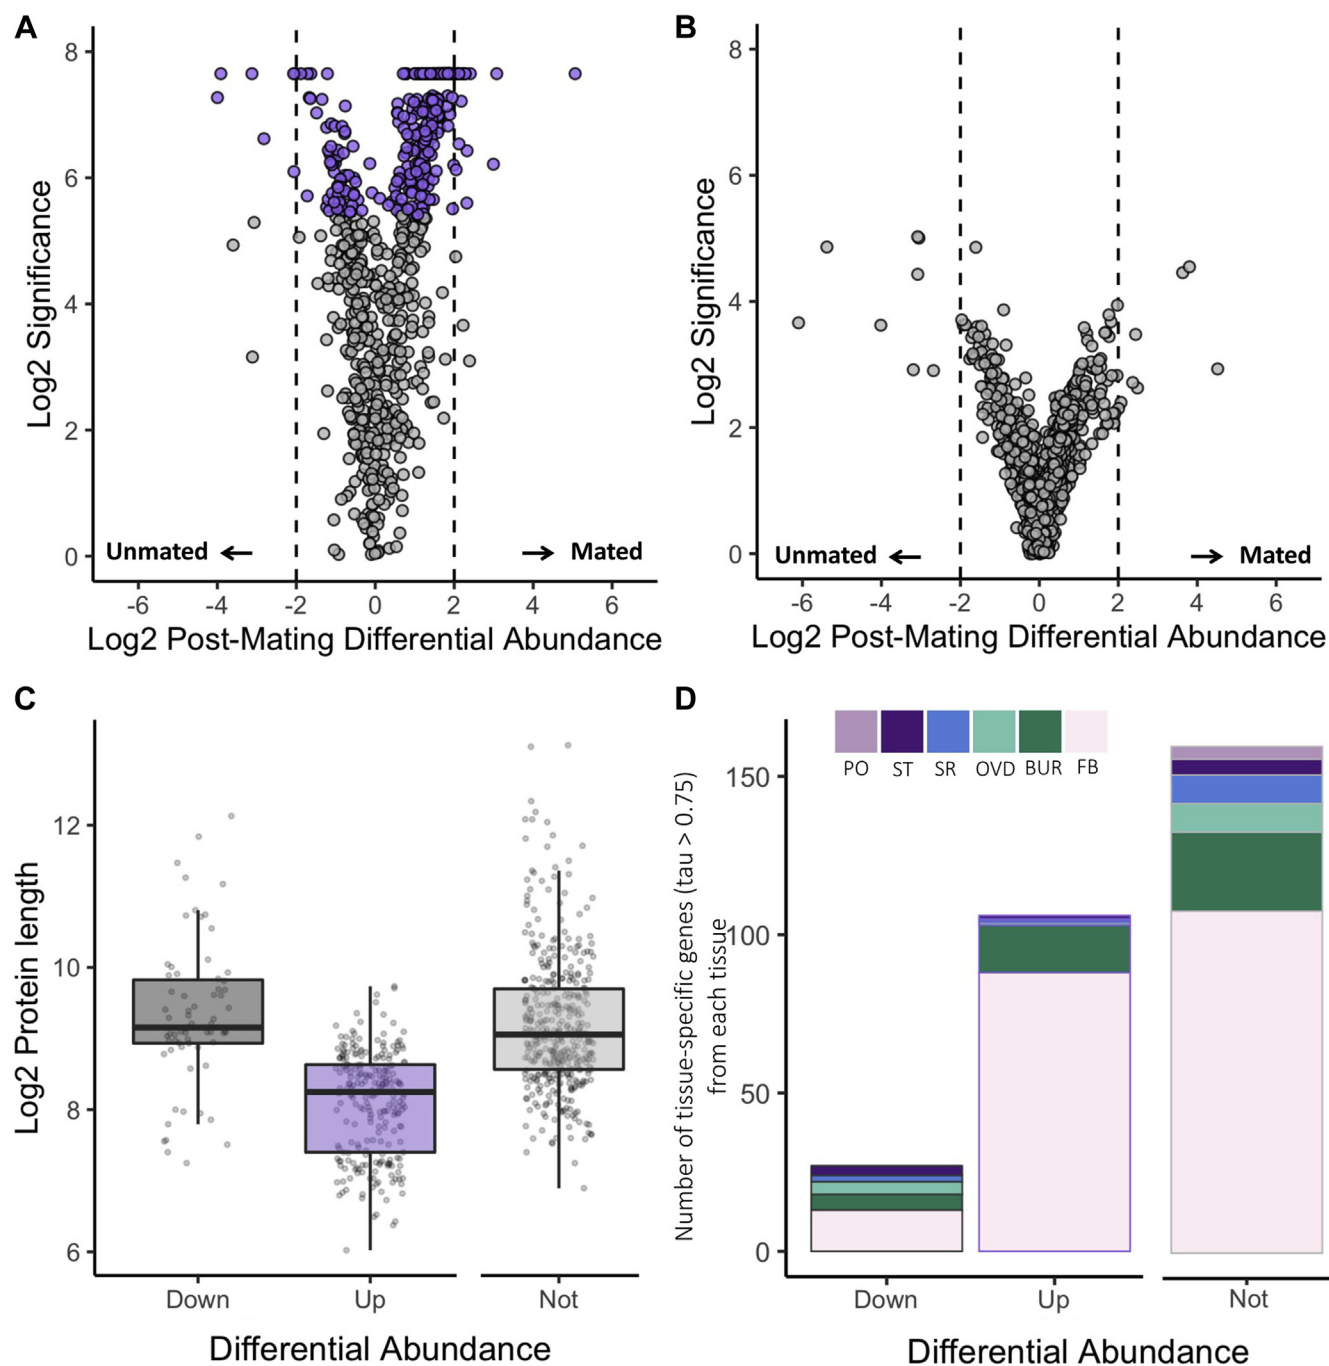 A
8
6
4
2
0
Log2 Significance
Unmated ← → Mated
-6 -4 -2 0 2 4 6
Log2 Post-Mating Differential Abundance
B
8
6
4
2
0
Log2 Significance
Unmated ← → Mated
-6 -4 -2 0 2 4 6
Log2 Post-Mating Differential Abundance
C
12
10
8
6
Log2 Protein length
Down Up Not
Differential Abundance
D
PO ST SR OVD BUR FB
150
100
50
0
Number of tissue-specific genes (tau > 0.75)
from each tissue
Down Up Not
Differential Abundance